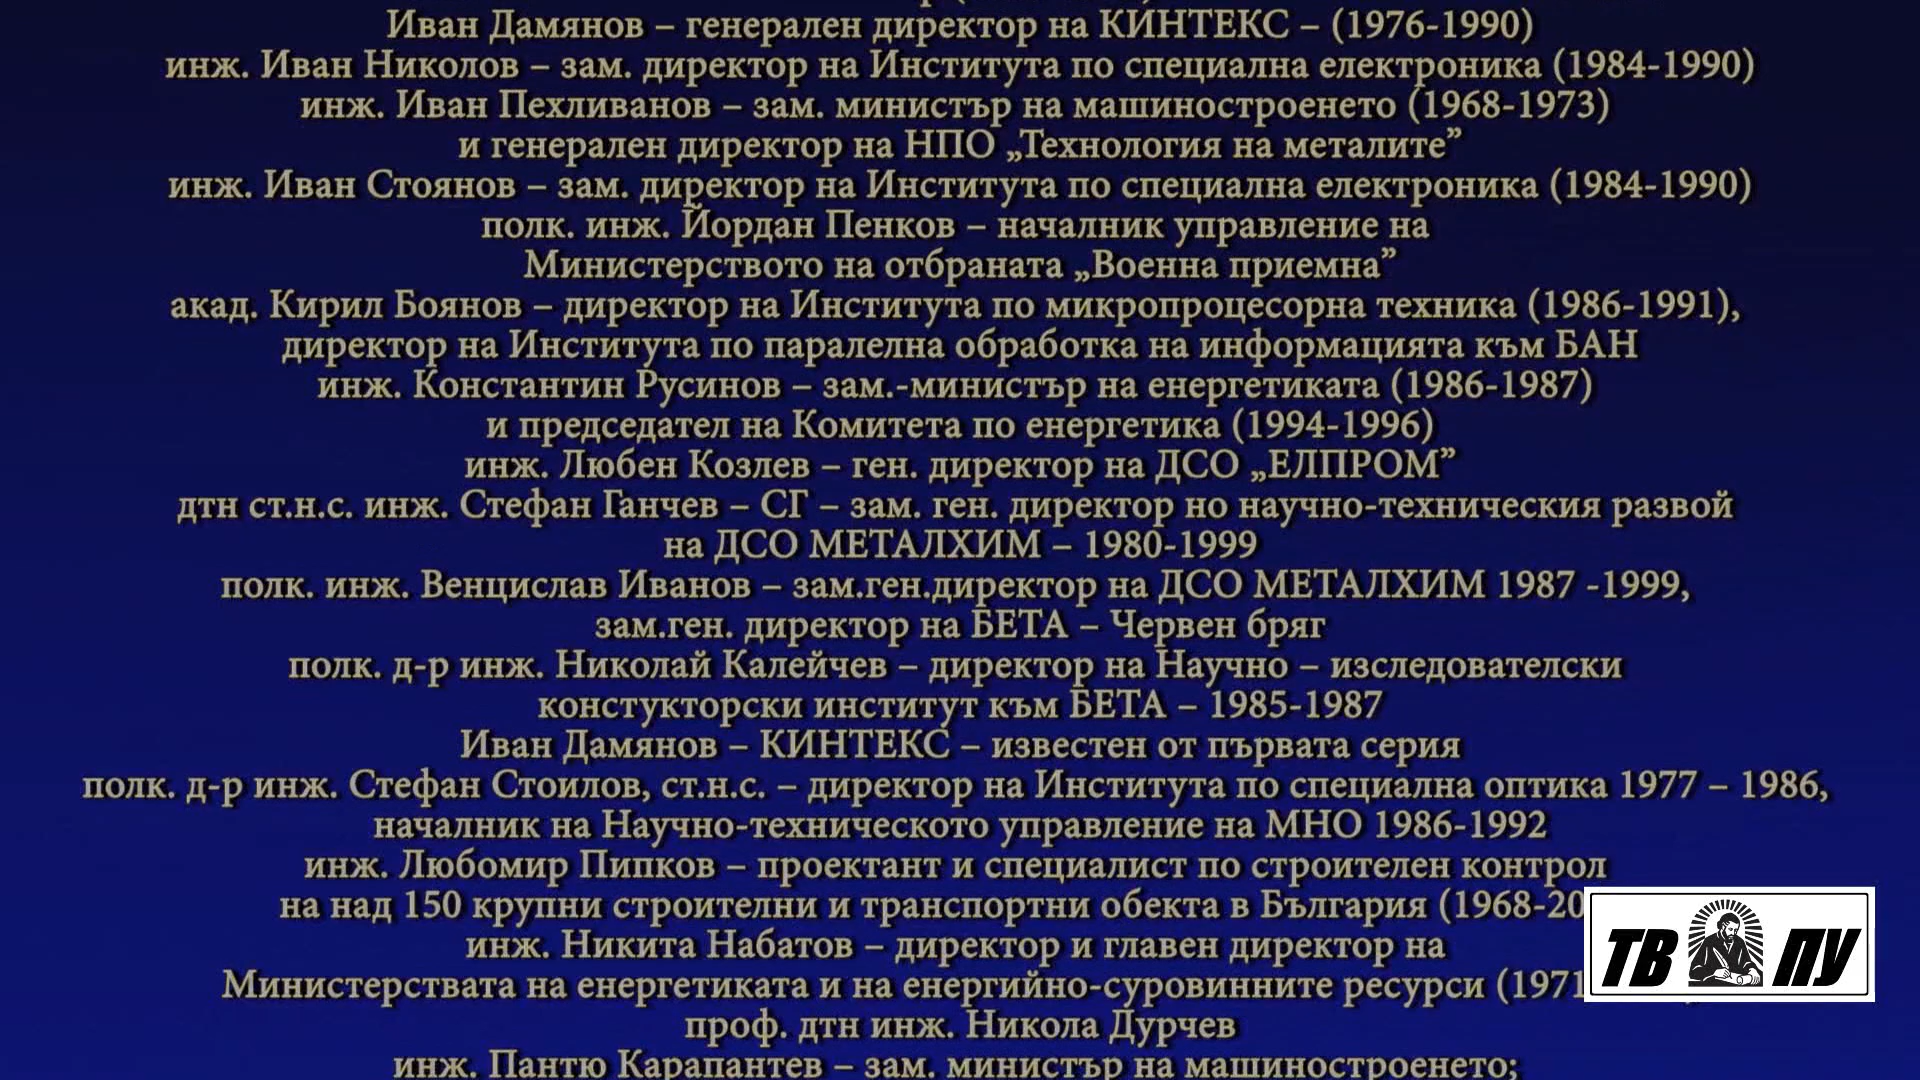 Иван Дамянов – генерален директор на КИНТЕКС – (1976-1990)
инж. Иван Николов – зам. директор на Института по специална електроника (1984-1990)
инж. Иван Пехливанов – зам. министър на машиностроенето (1968-1973)
и генерален директор на НПО „Технология на металите”
инж. Иван Стоянов – зам. директор на Института по специална електроника (1984-1990)
полк. инж. Йордан Пенков – началник управление на
Министерството на отбраната „Военна приемна”
акад. Кирил Боянов – директор на Института по микропроцесорна техника (1986-1991),
директор на Института по паралелна обработка на информацията към БАН
инж. Константин Русинов – зам.-министър на енергетиката (1986-1987)
и председател на Комитета по енергетика (1994-1996)
инж. Любен Козлев – ген. директор на ДСО „ЕЛПРОМ”
дтн ст.н.с. инж. Стефан Ганчев – СГ – зам. ген. директор но научно-техническия развой
на ДСО МЕТАЛХИМ – 1980-1999
полк. инж. Венцислав Иванов – зам.ген.директор на ДСО МЕТАЛХИМ 1987 -1999,
зам.ген. директор на БЕТА – Червен бряг
полк. д-р инж. Николай Калейчев – директор на Научно – изследователски
констукторски институт към БЕТА – 1985-1987
Иван Дамянов – КИНТЕКС – известен от първата серия
полк. д-р инж. Стефан Стоилов, ст.н.с. – директор на Института по специална оптика 1977 – 1986,
началник на Научно-техническото управление на МНО 1986-1992
инж. Любомир Пипков – проектант и специалист по строителен контрол
на над 150 крупни строителни и транспортни обекта в България (1968-20
инж. Никита Набатов – директор и главен директор на
Министерствата на енергетиката и на енергийно-суровинните ресурси (1971
проф. дтн инж. Никола Дурчев
инж. Пантю Карапантев – зам. министър на машиностроенето;
ТВ ПУ